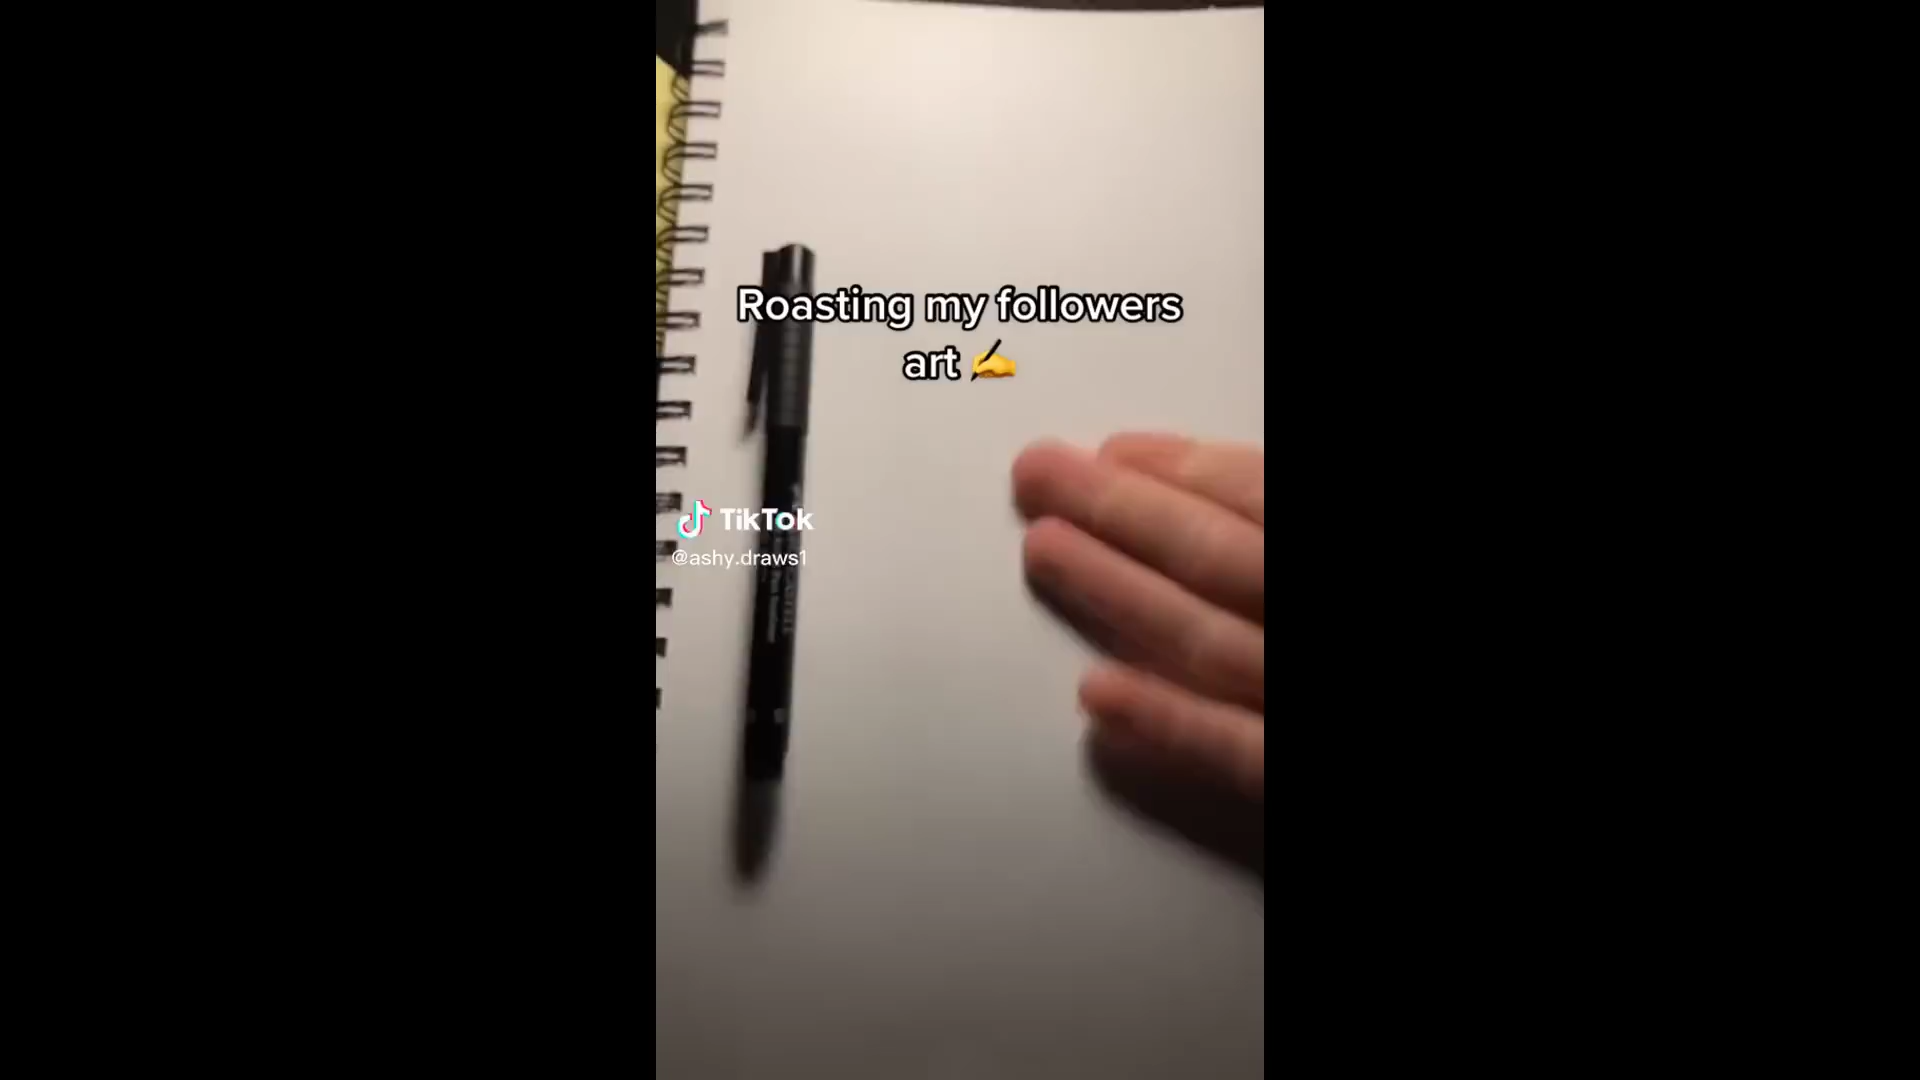 Roasting my followers
art ✍
TikTok
@ashy.draws1